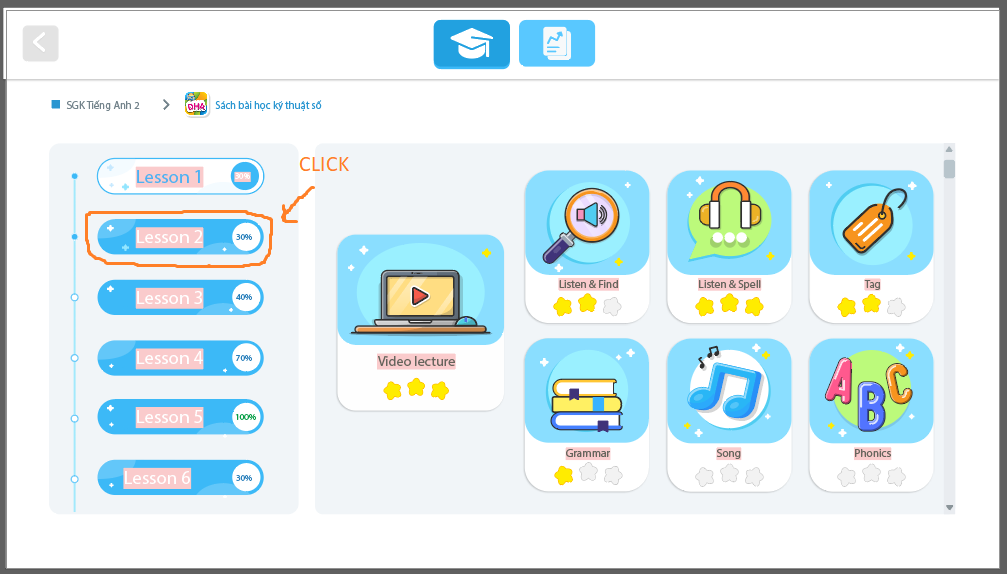 SGK Tiếng Anh 2
DHA
Sách bài học kỹ thuật số
CLICK
Lesson 1
30%
Lesson 2
30%
Lesson 3
40%
Lesson 4
70%
Lesson 5
100%
Lesson 6
30%
Video lecture
Listen & Find
Listen & Spell
Tag
Grammar
Song
Phonics
A
B
C